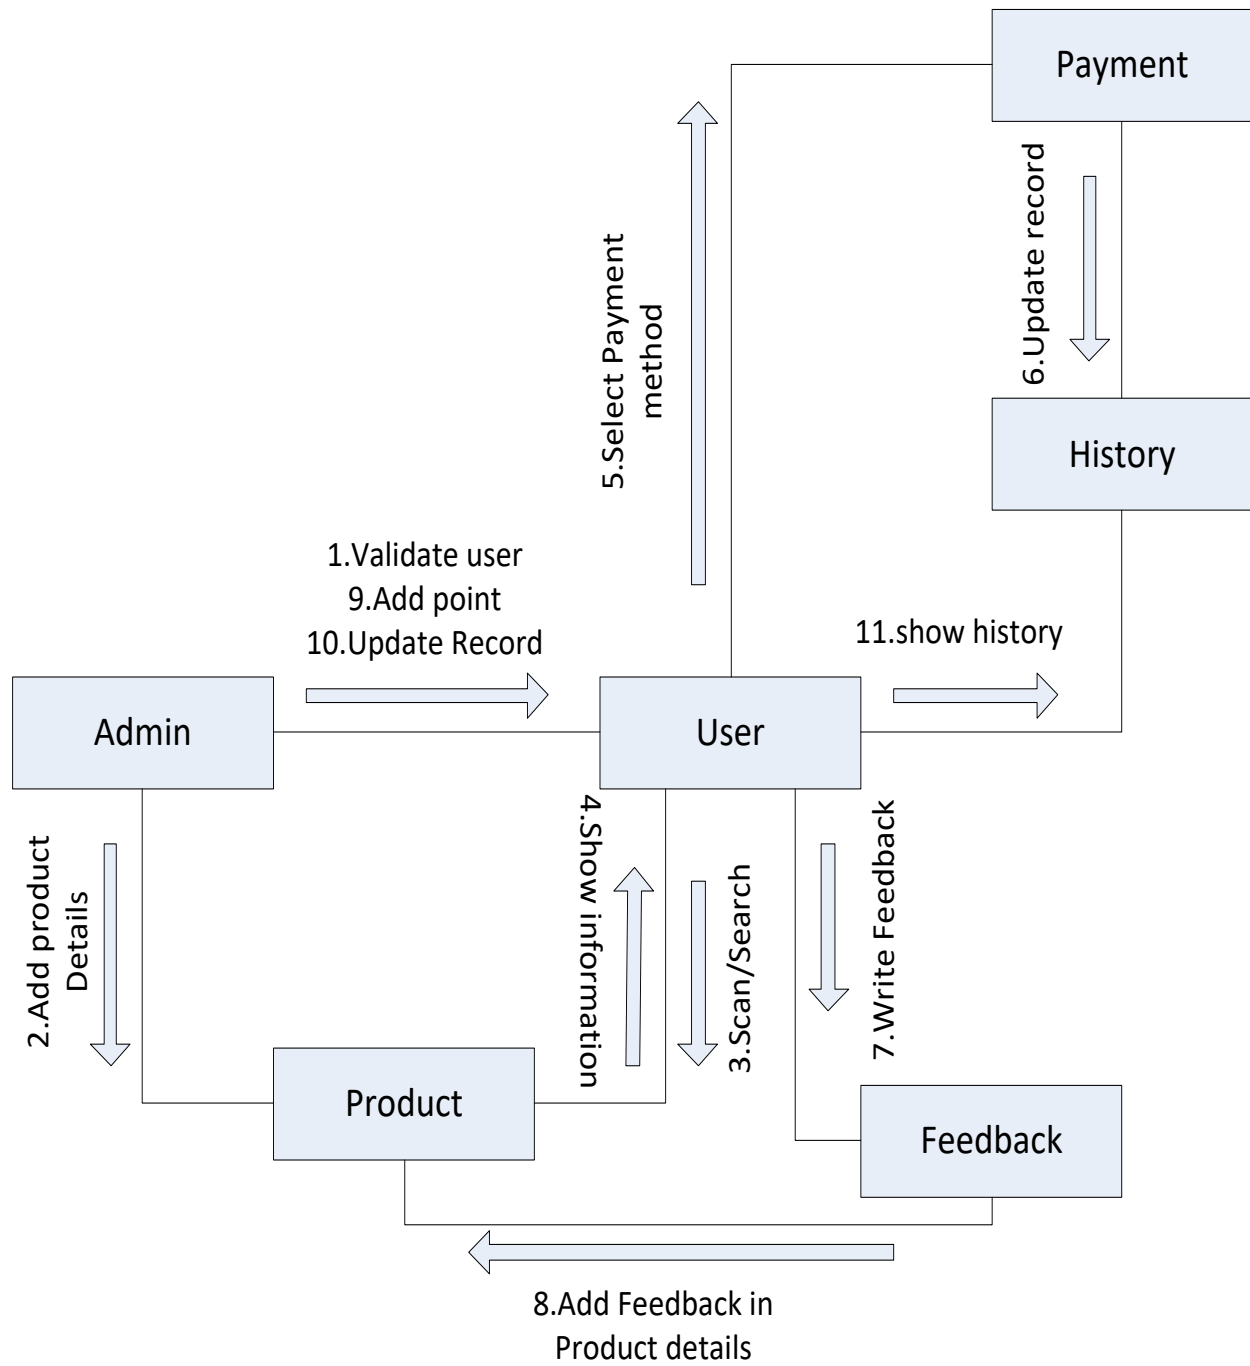 Payment
6.Update record
5.Select Payment
method
History
1.Validate user
9.Add point
10.Update Record
11.show history
Admin
User
2.Add product
Details
4.Show information
3.Scan/Search
7.Write Feedback
Product
Feedback
8.Add Feedback in
Product details